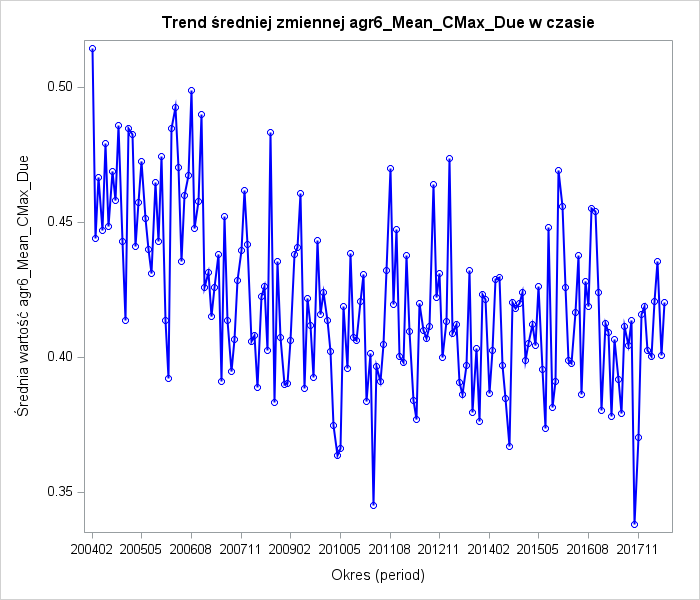 Trend średniej zmiennej agr6_Mean_CMax_Due w czasie
Średnia wartość agr6_Mean_CMax_Due
0.50
0.45
0.40
0.35
200402 200505 200608 200711 200902 201005 201108 201211 201402 201505 201608 201711
Okres (period)